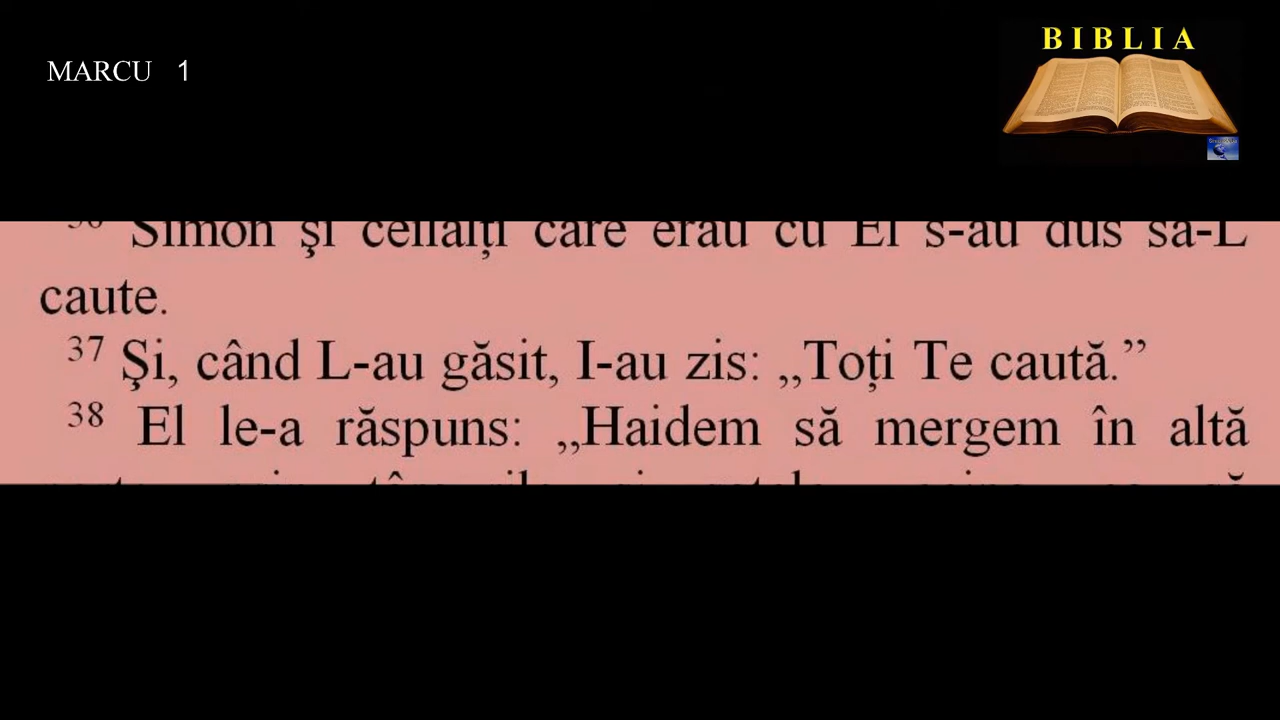 BIBLIA
MARCU 1
36 Simon şi ceilalţi care erau cu El s-au dus să-L
caute.
37 Şi, când L-au găsit, I-au zis: „Toţi Te caută.”
38 El le-a răspuns: „Haidem să mergem în altă